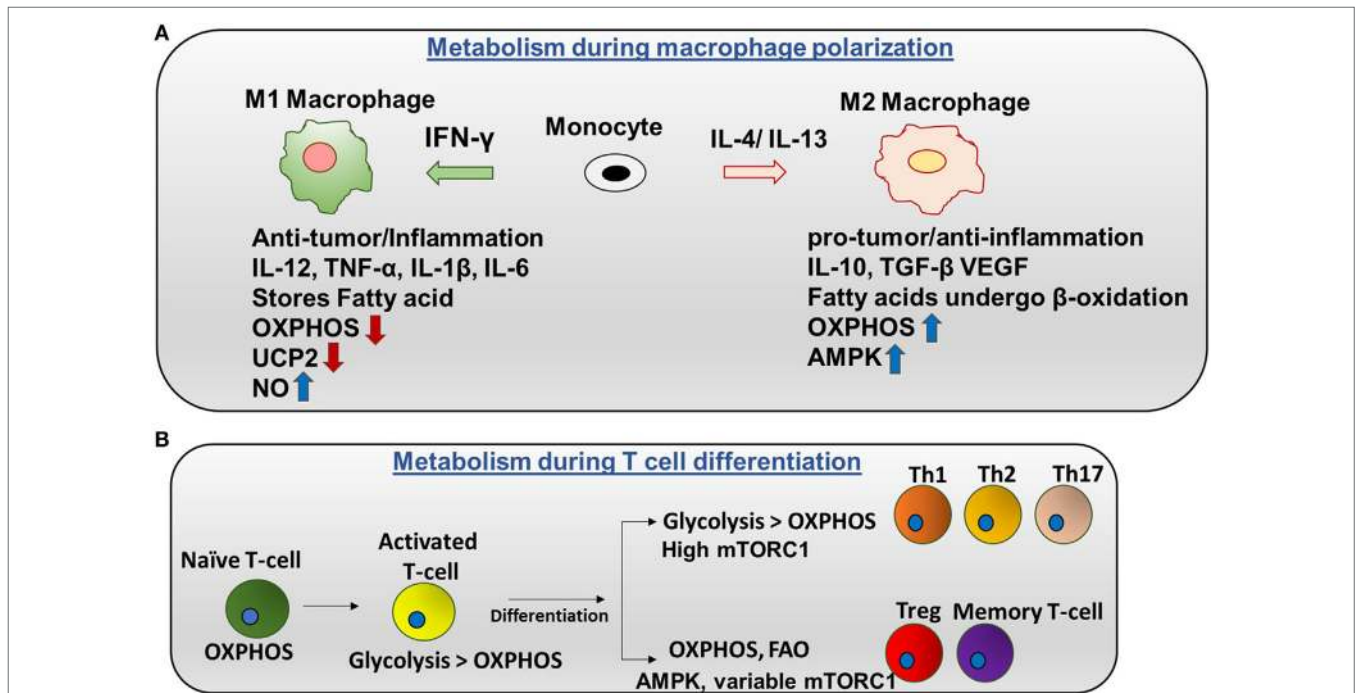 A
Metabolism during macrophage polarization
M1 Macrophage
IFN-γ
Monocyte
IL-4/ IL-13
M2 Macrophage
Anti-tumor/Inflammation
IL-12, TNF-α, IL-1β, IL-6
Stores Fatty acid
OXPHOS
UCP2
NO
pro-tumor/anti-inflammation
IL-10, TGF-β VEGF
Fatty acids undergo β-oxidation
OXPHOS
AMPK
B
Metabolism during T cell differentiation
Naïve T-cell
OXPHOS
Activated
T-cell
Glycolysis > OXPHOS
Differentiation
Glycolysis > OXPHOS
High mTORC1
Th1
Th2
Th17
OXPHOS, FAO
AMPK, variable mTORC1
Treg
Memory T-cell